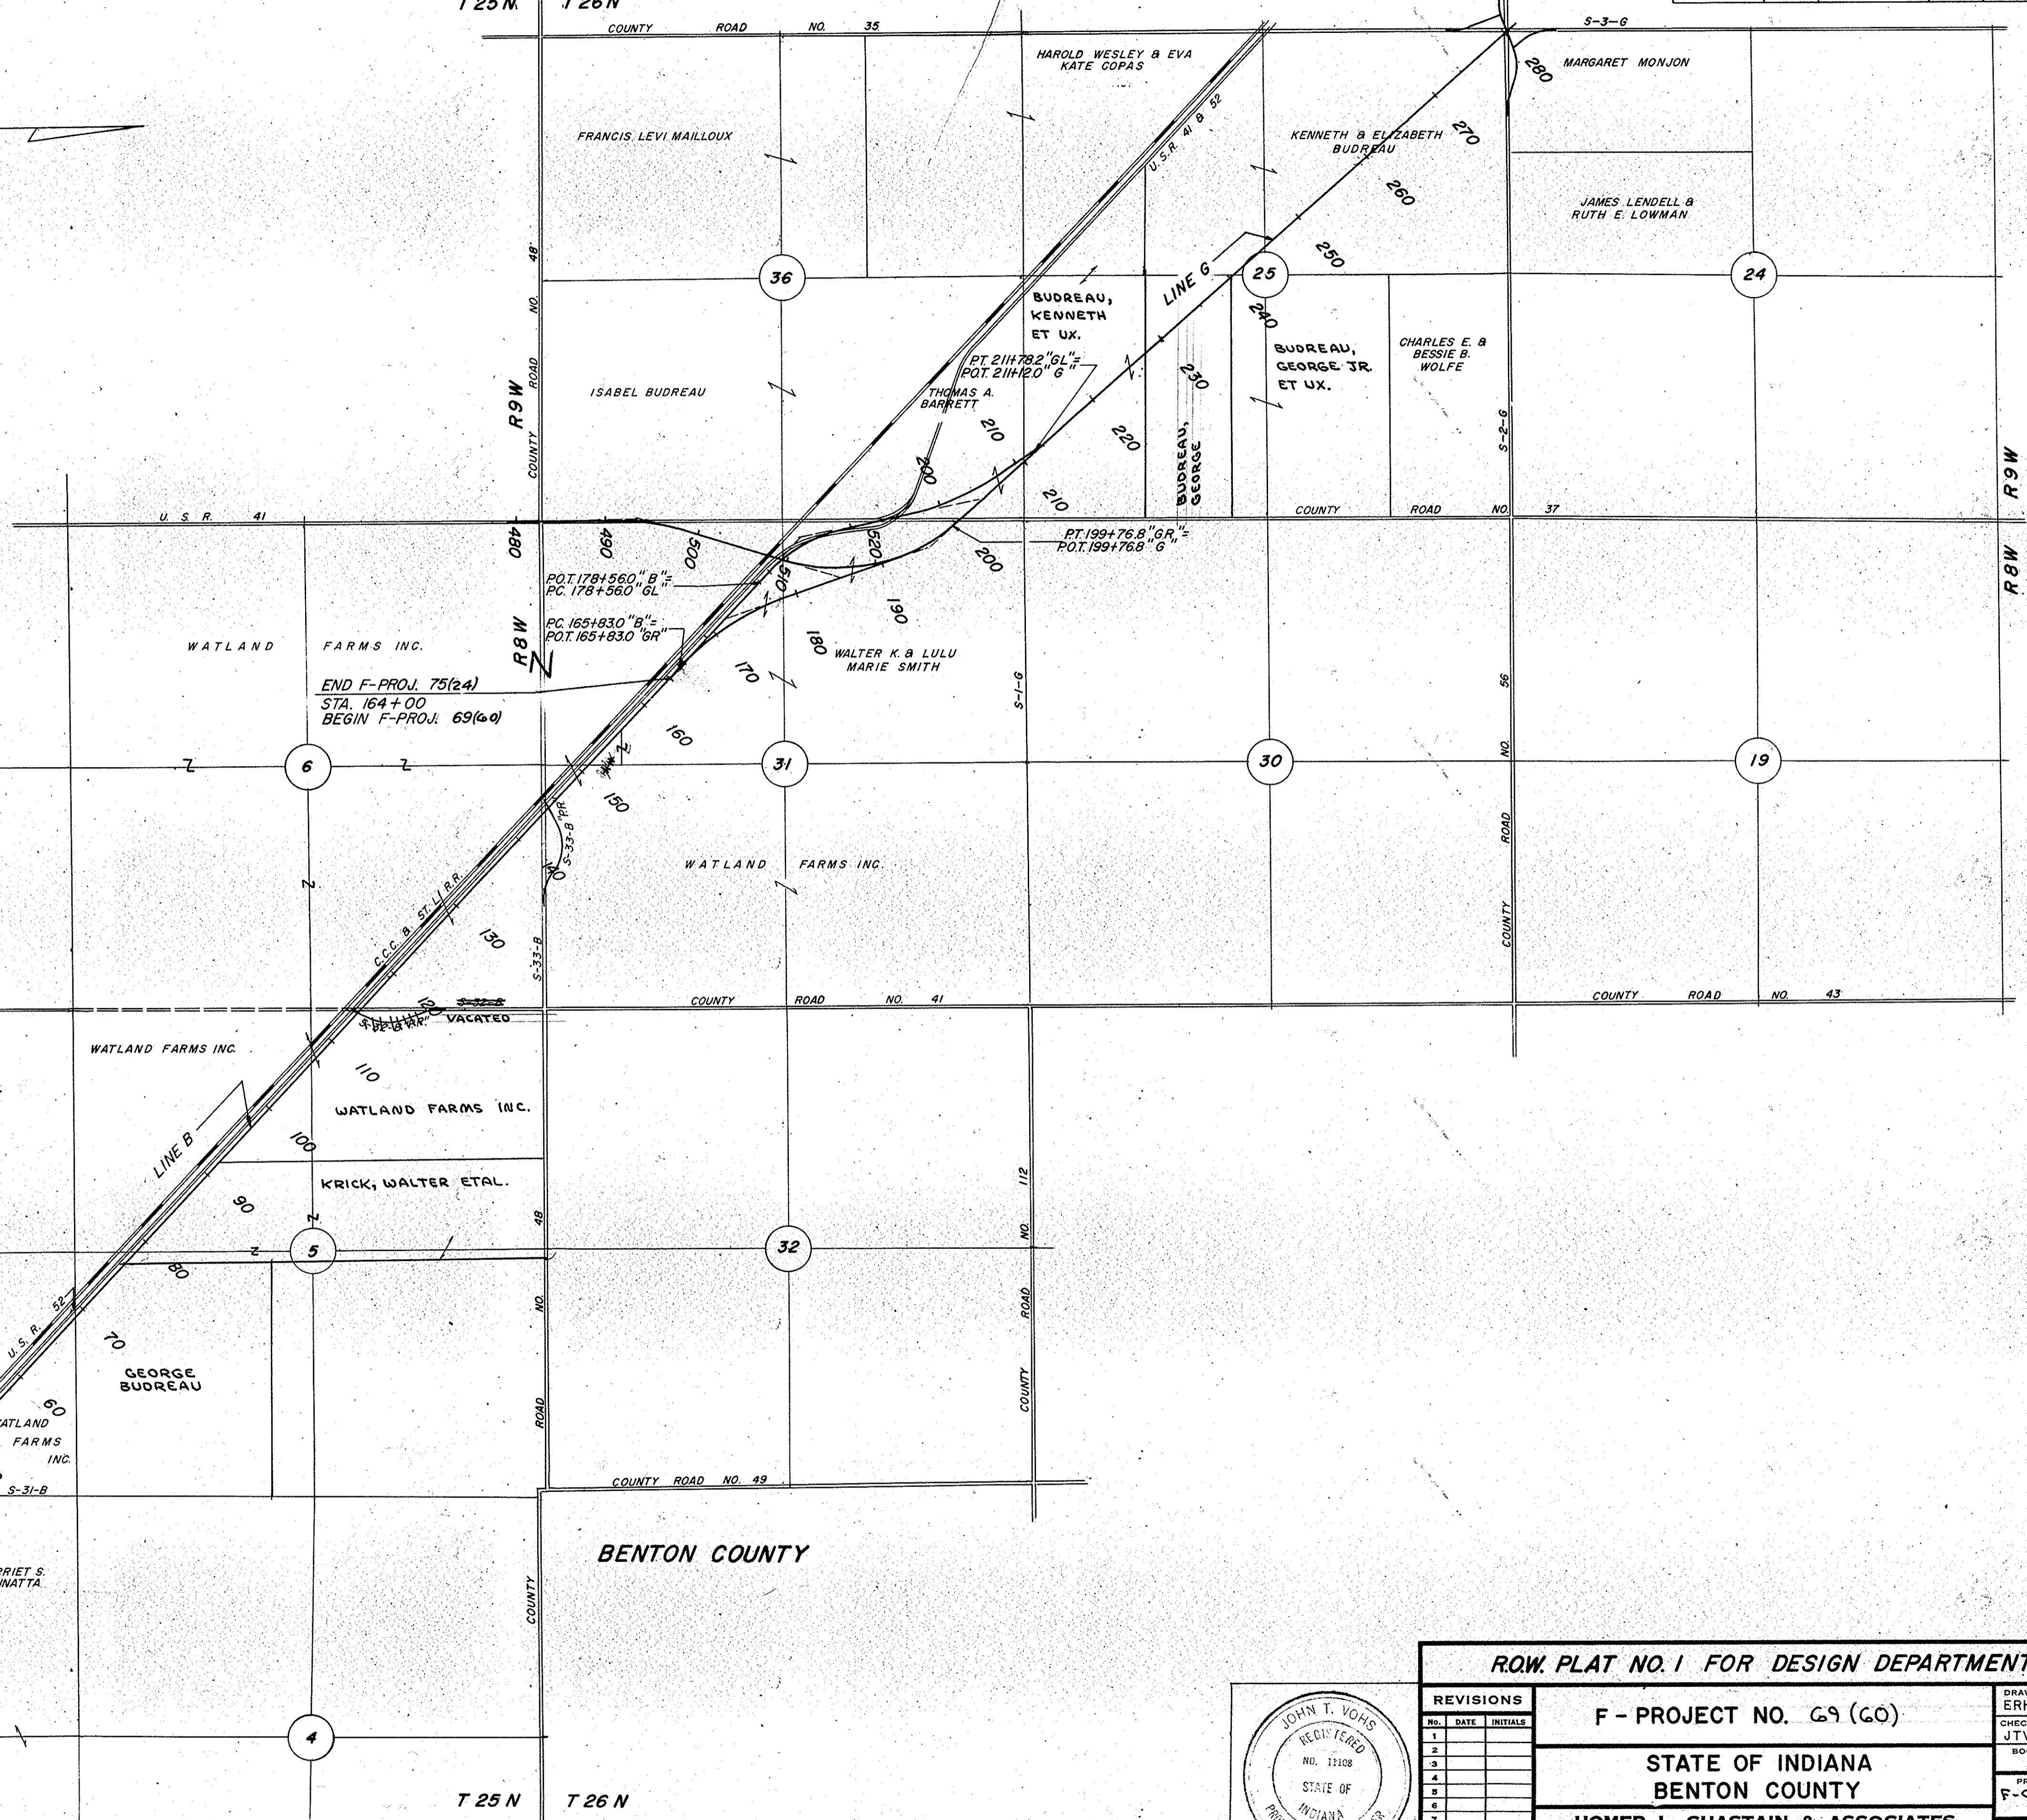 T 25 N. T 26 N
COUNTY ROAD NO. 35
S-3-G
HAROLD WESLEY & EVA
KATE COPAS
MARGARET MONJON
280
FRANCIS LEVI MAILLOUX
U.S.R. 41 & 52
KENNETH & ELIZABETH
BUDREAU
270
260
JAMES LENDELL &
RUTH E. LOWMAN
250
COUNTY ROAD NO. 48
36
LINE G
25
24
240
BUDREAU,
KENNETH
ET UX.
P.T. 211+78.2 "GL"=
P.O.T. 211+12.0 "G"
BUDREAU,
GEORGE JR.
ET UX.
CHARLES E. &
BESSIE B.
WOLFE
230
ISABEL BUDREAU
THOMAS A.
BARRETT
R9W
210
220
BUDREAU,
GEORGE
S-2-G
200
R9W
210
U. S. R. 41
COUNTY ROAD NO. 37
480
490
500
510
520
P.T. 199+76.8 "GR"=
P.O.T. 199+76.8 "G"
200
R8W
P.O.T. 178+56.0 "B"=
P.C. 178+56.0 "GL"
190
P.C. 165+83.0 "B"=
P.O.T. 165+83.0 "GR"
180
R8W
WATLAND FARMS INC.
WALTER K. & LULU
MARIE SMITH
170
END F-PROJ. 75(24)
STA. 164+00
BEGIN F-PROJ. 69(60)
S-1-G
160
6
31
30
19
150
S-33-B "PR
140
COUNTY ROAD NO. 56
WATLAND FARMS INC.
C.C.C. & ST. L. R.R.
130
S-33-B
120
S-32-B
VACATED
COUNTY ROAD NO. 41
COUNTY ROAD NO. 43
WATLAND FARMS INC.
110
WATLAND FARMS INC.
LINE B
100
KRICK, WALTER ETAL.
90
5
32
80
COUNTY ROAD NO. 112
U. S. R. 52
70
GEORGE
BUDREAU
60
FARMS
INC.
S-31-B
COUNTY ROAD NO. 48
COUNTY ROAD NO. 49
BENTON COUNTY
4
T 25 N T 26 N
R.O.W. PLAT NO. 1 FOR DESIGN DEPARTMENT
REVISIONS
No. DATE INITIALS
1
2
3
4
5
6
F - PROJECT NO. 69 (60)
STATE OF INDIANA
BENTON COUNTY
JOHN T. VOHS
REGISTERED
NO. 11108
STATE OF
INDIANA